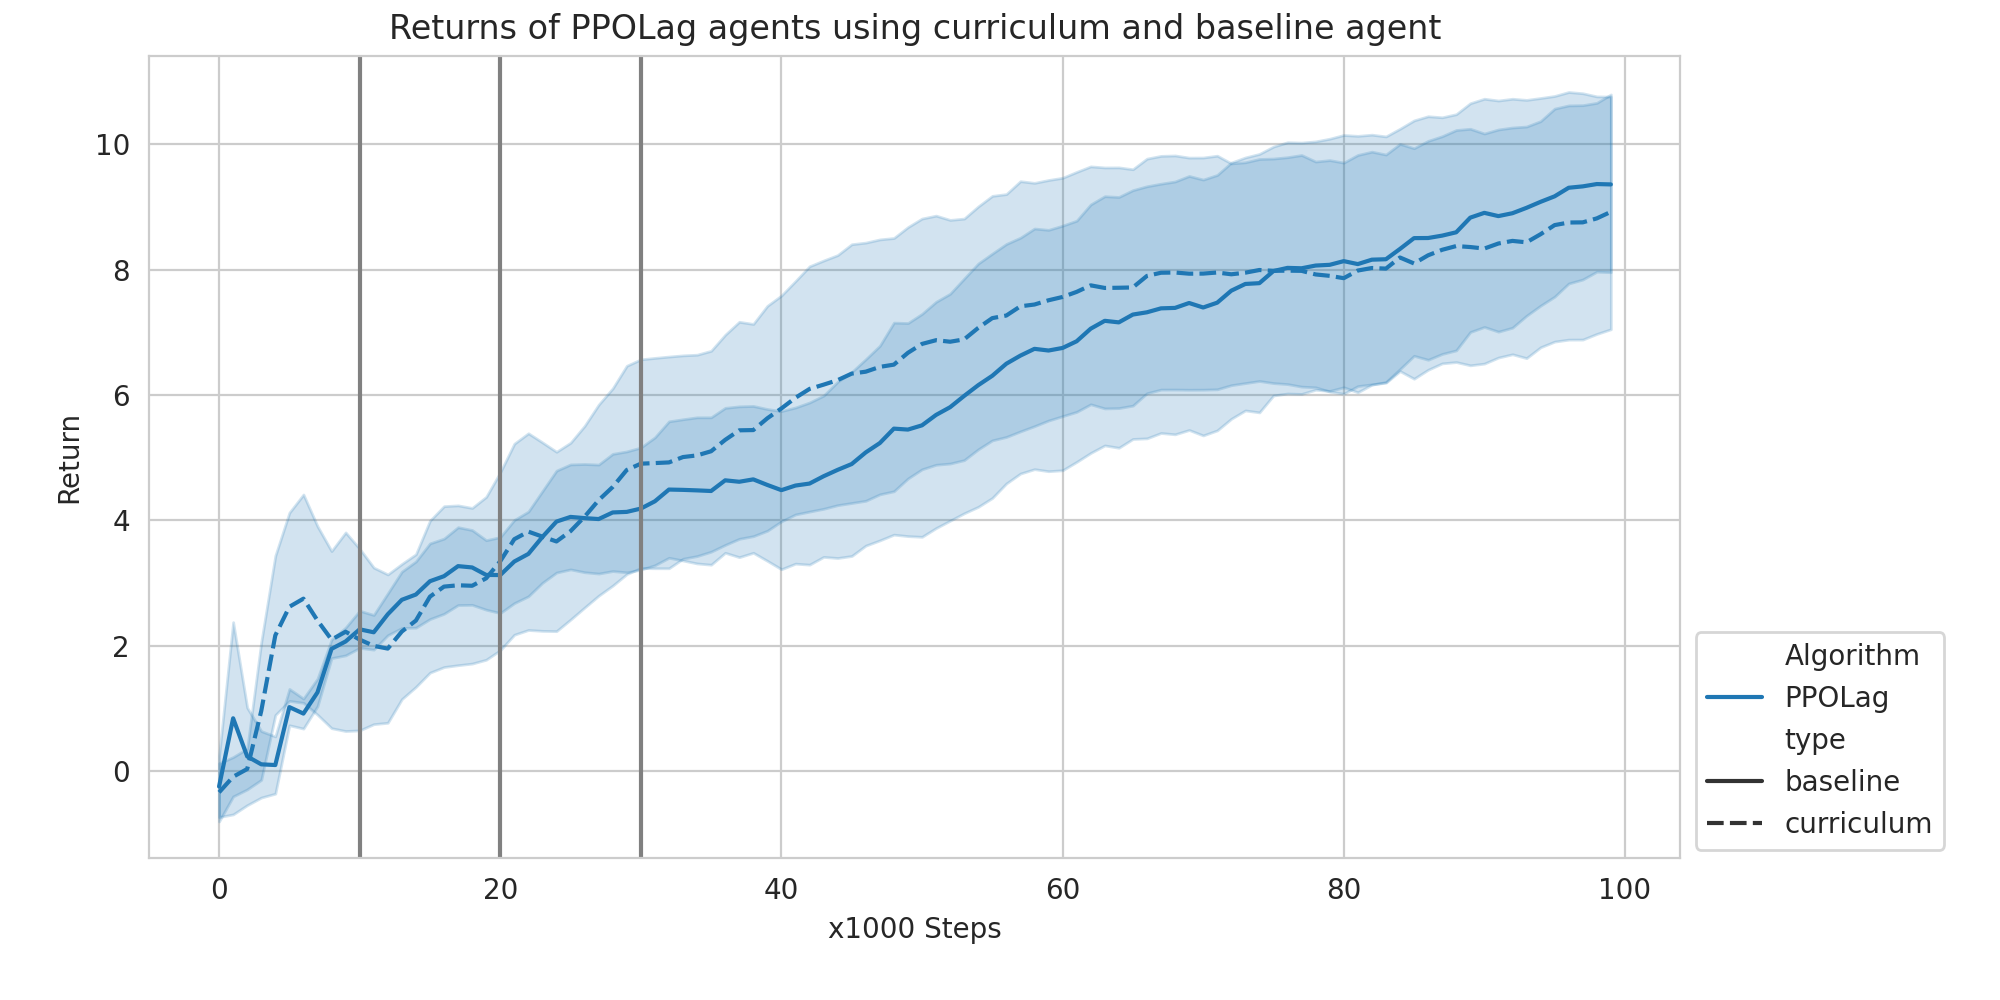 Returns of PPOLag agents using curriculum and baseline agent
Return
10
8
6
4
2
0
0 20 40 60 80 100
x1000 Steps
Algorithm
PPOLag
type
baseline
curriculum